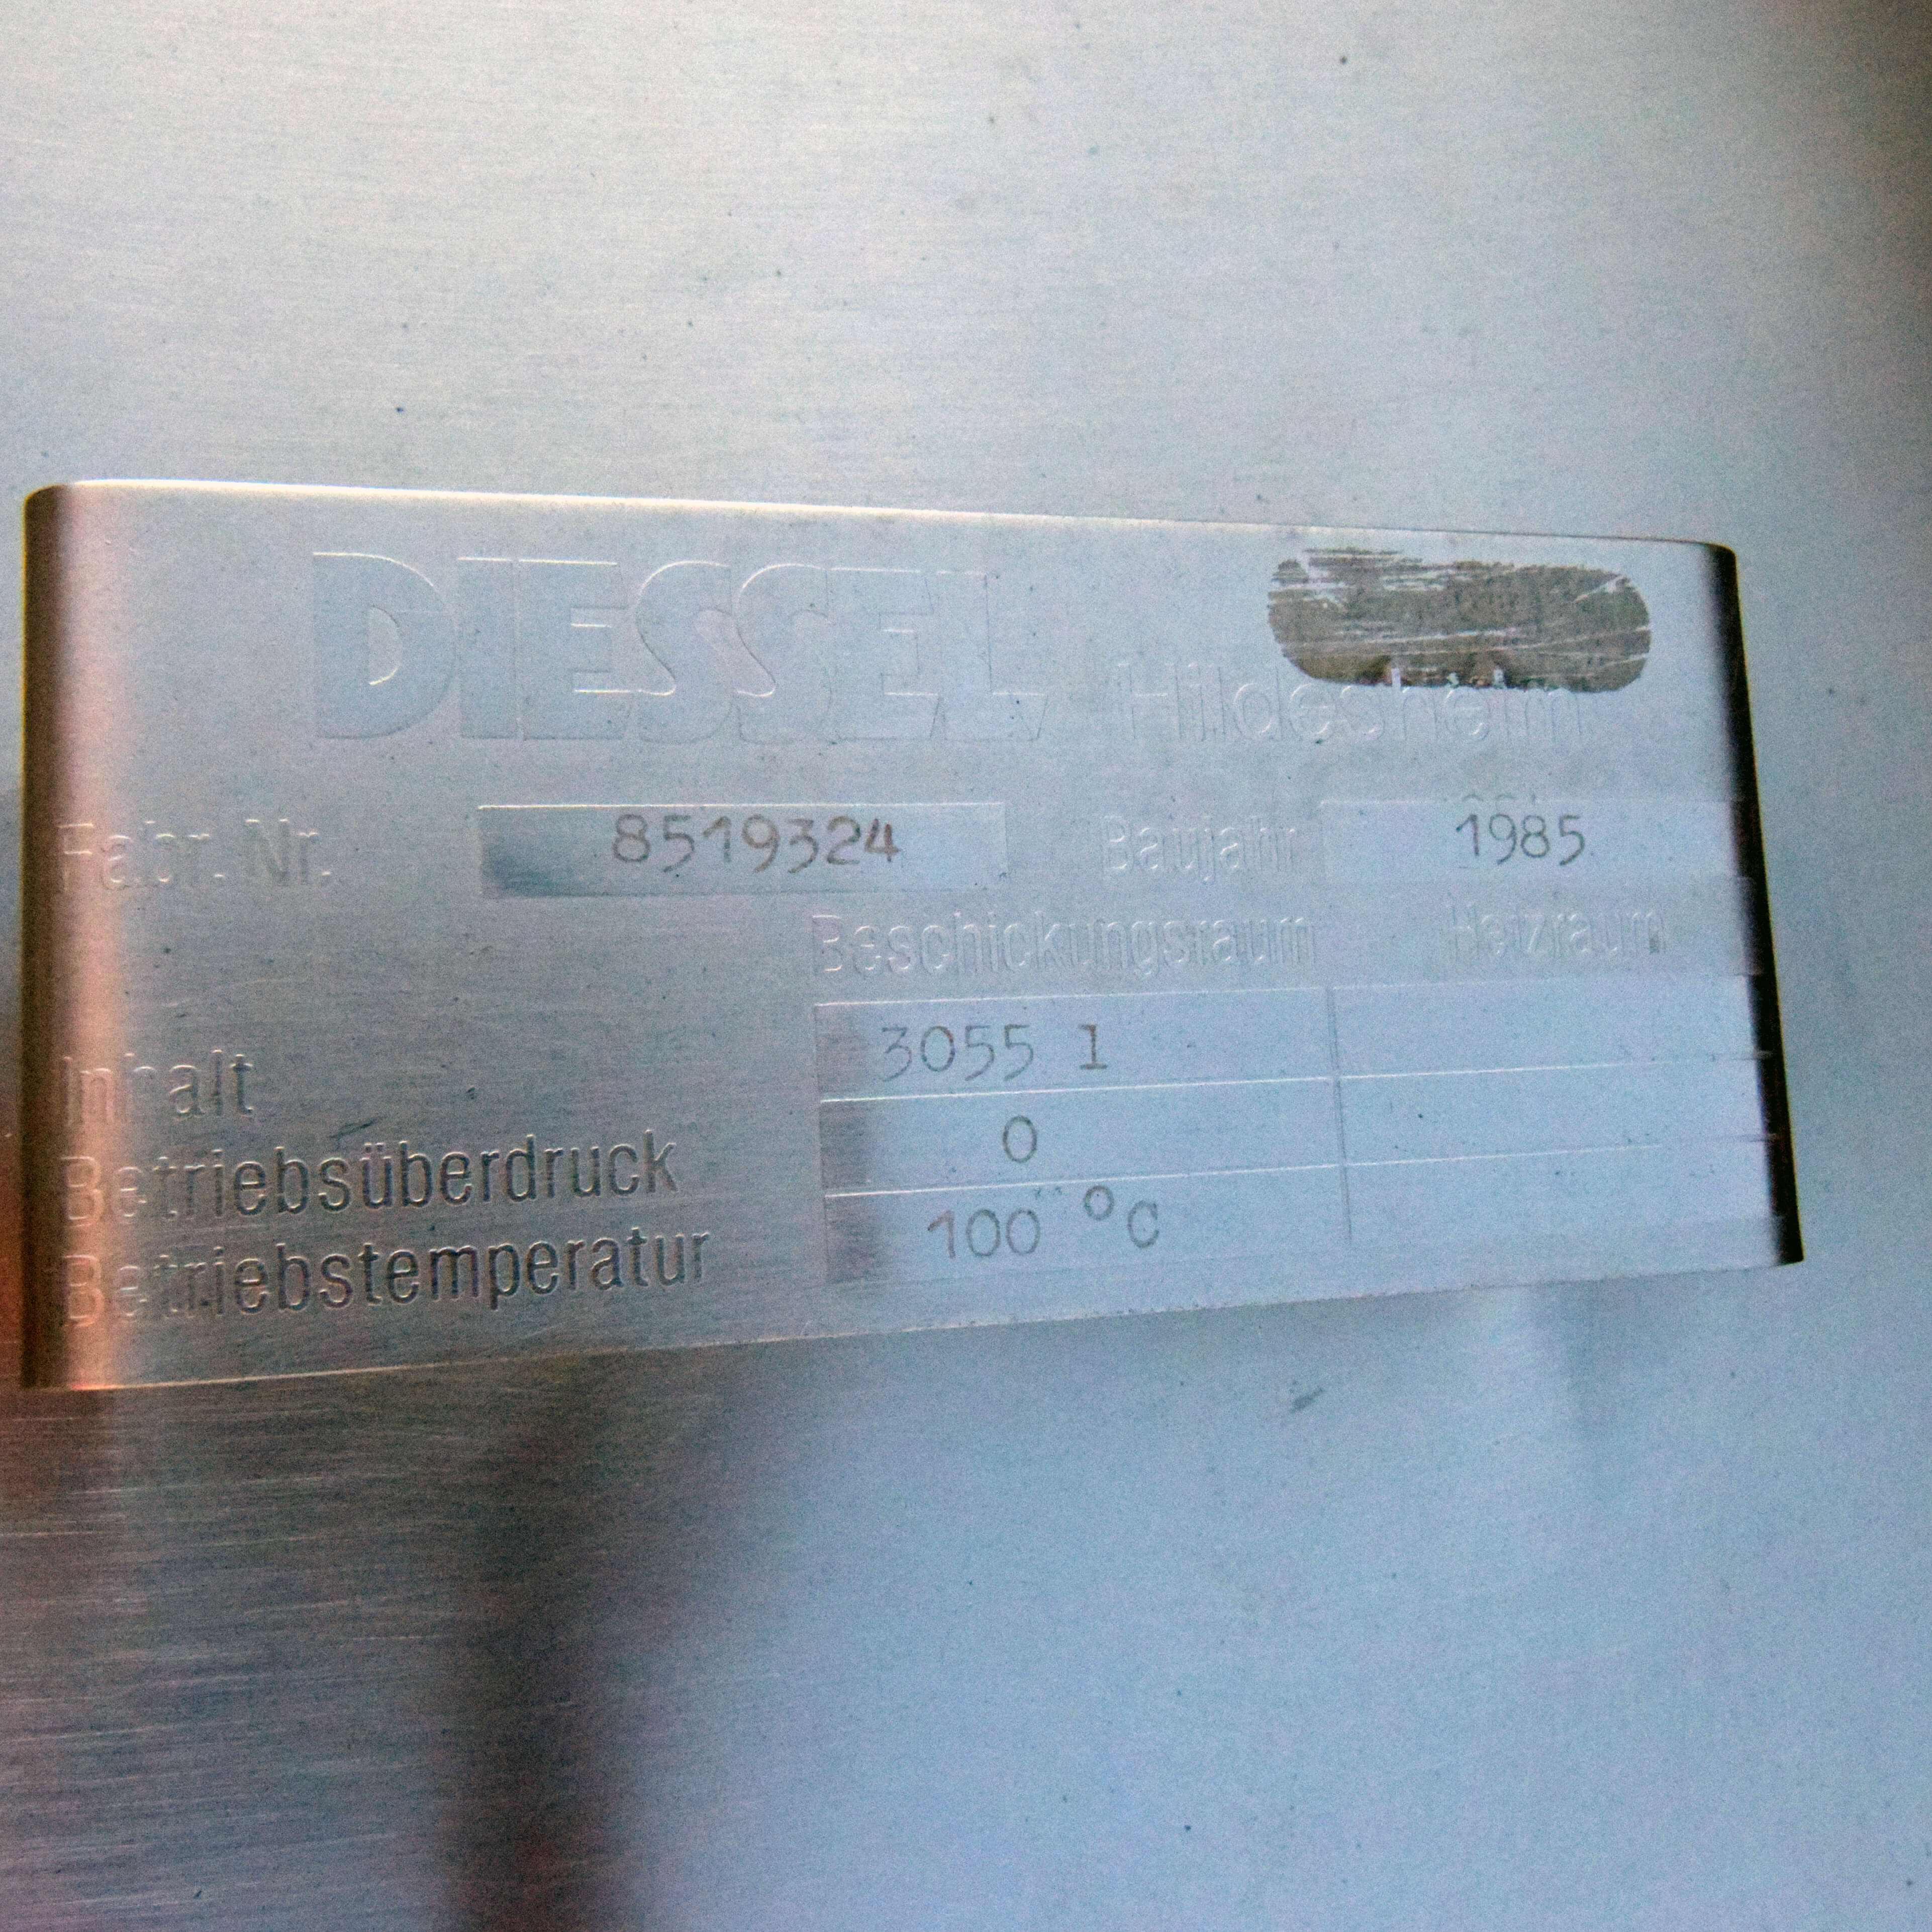 DIESSEL Hildesheim
Fabr. Nr. 8519324 Baujahr 1985
Beschickungsraum Heizraum
Inhalt 3055 l
Betriebsüberdruck 0
Betriebstemperatur 100 °C